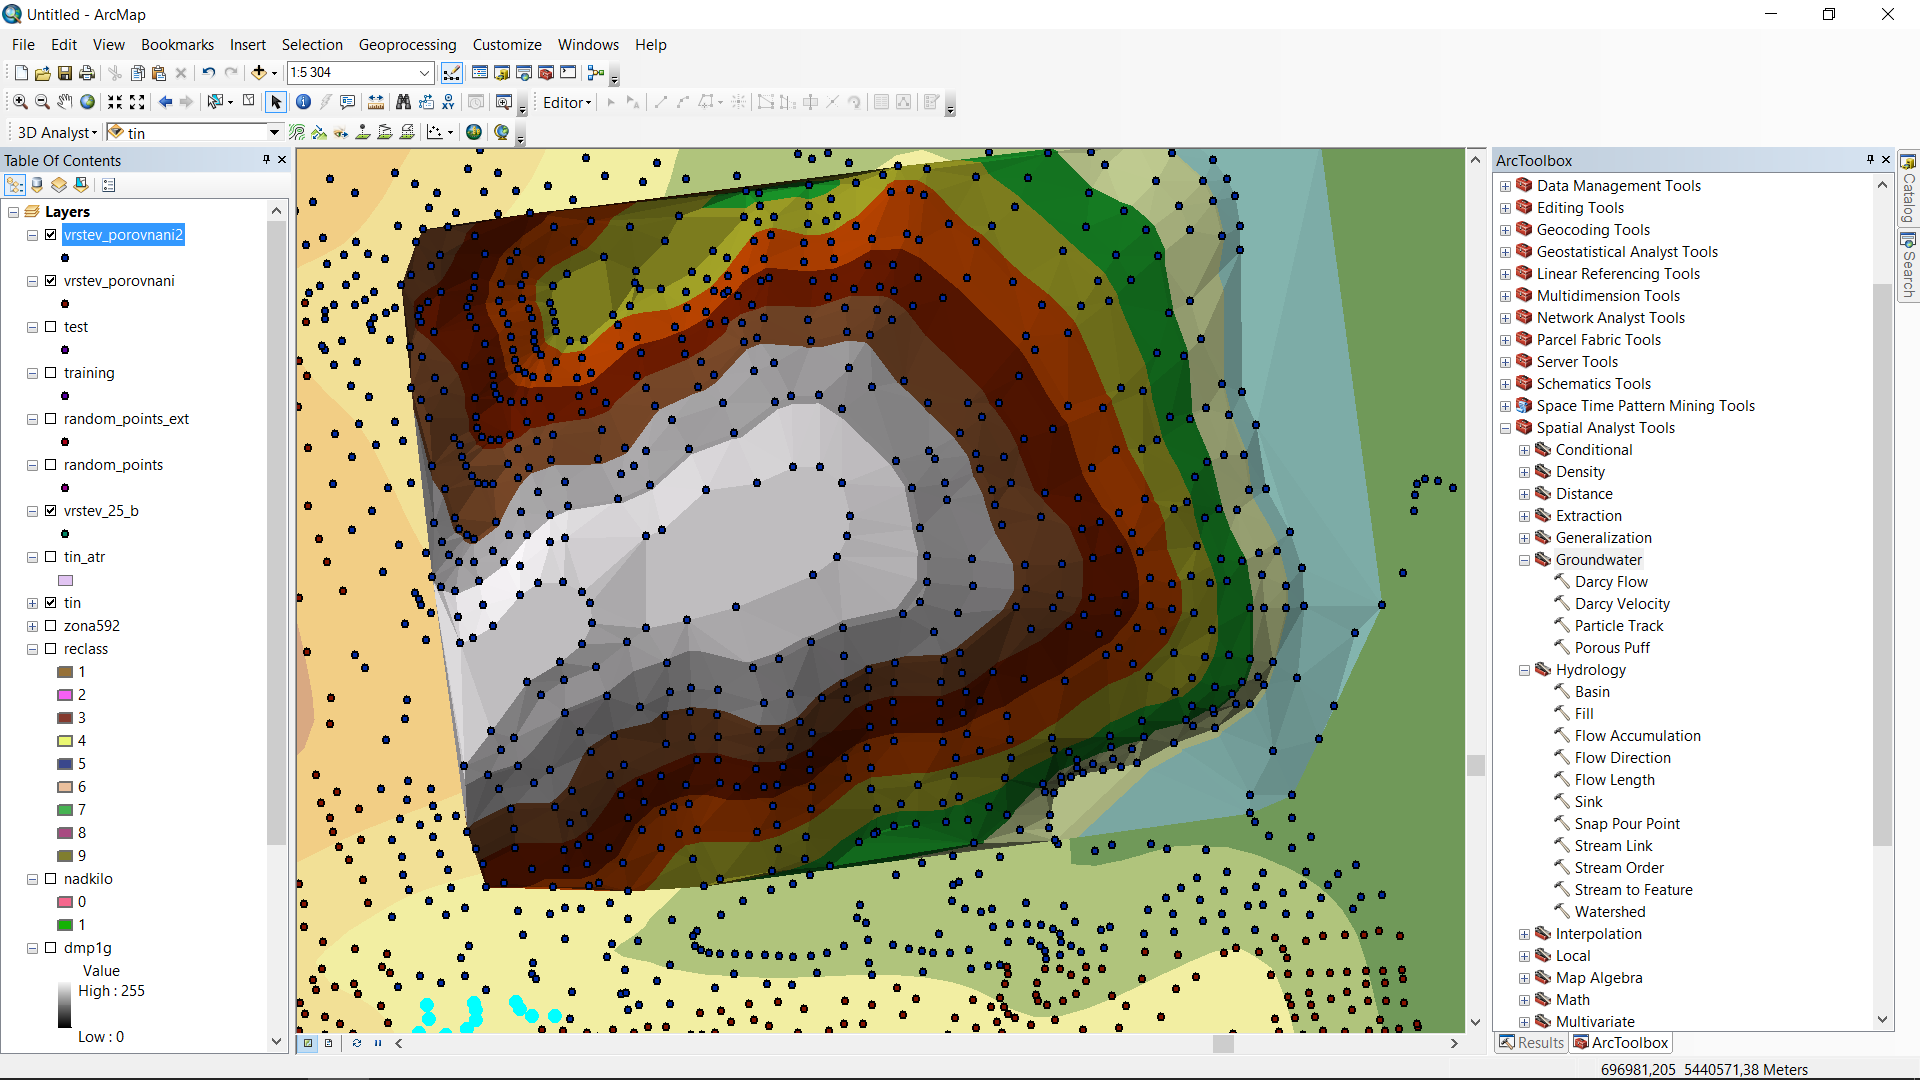 Untitled - ArcMap
File Edit View Bookmarks Insert Selection Geoprocessing Customize Windows Help
1:5 304
Editor
3D Analyst tin
Table Of Contents
Layers
vrstev_porovnani2
vrstev_porovnani
test
training
random_points_ext
random_points
vrstev_25_b
tin_atr
tin
zona592
reclass
1
2
3
4
5
6
7
8
9
nadkilo
0
1
dmp1g
Value
High : 255
Low : 0
ArcToolbox
Data Management Tools
Editing Tools
Geocoding Tools
Geostatistical Analyst Tools
Linear Referencing Tools
Multidimension Tools
Network Analyst Tools
Parcel Fabric Tools
Server Tools
Schematics Tools
Space Time Pattern Mining Tools
Spatial Analyst Tools
Conditional
Density
Distance
Extraction
Generalization
Groundwater
Darcy Flow
Darcy Velocity
Particle Track
Porous Puff
Hydrology
Basin
Fill
Flow Accumulation
Flow Direction
Flow Length
Sink
Snap Pour Point
Stream Link
Stream Order
Stream to Feature
Watershed
Interpolation
Local
Map Algebra
Math
Multivariate
Results ArcToolbox
Catalog
Search
696981,205 5440571,38 Meters